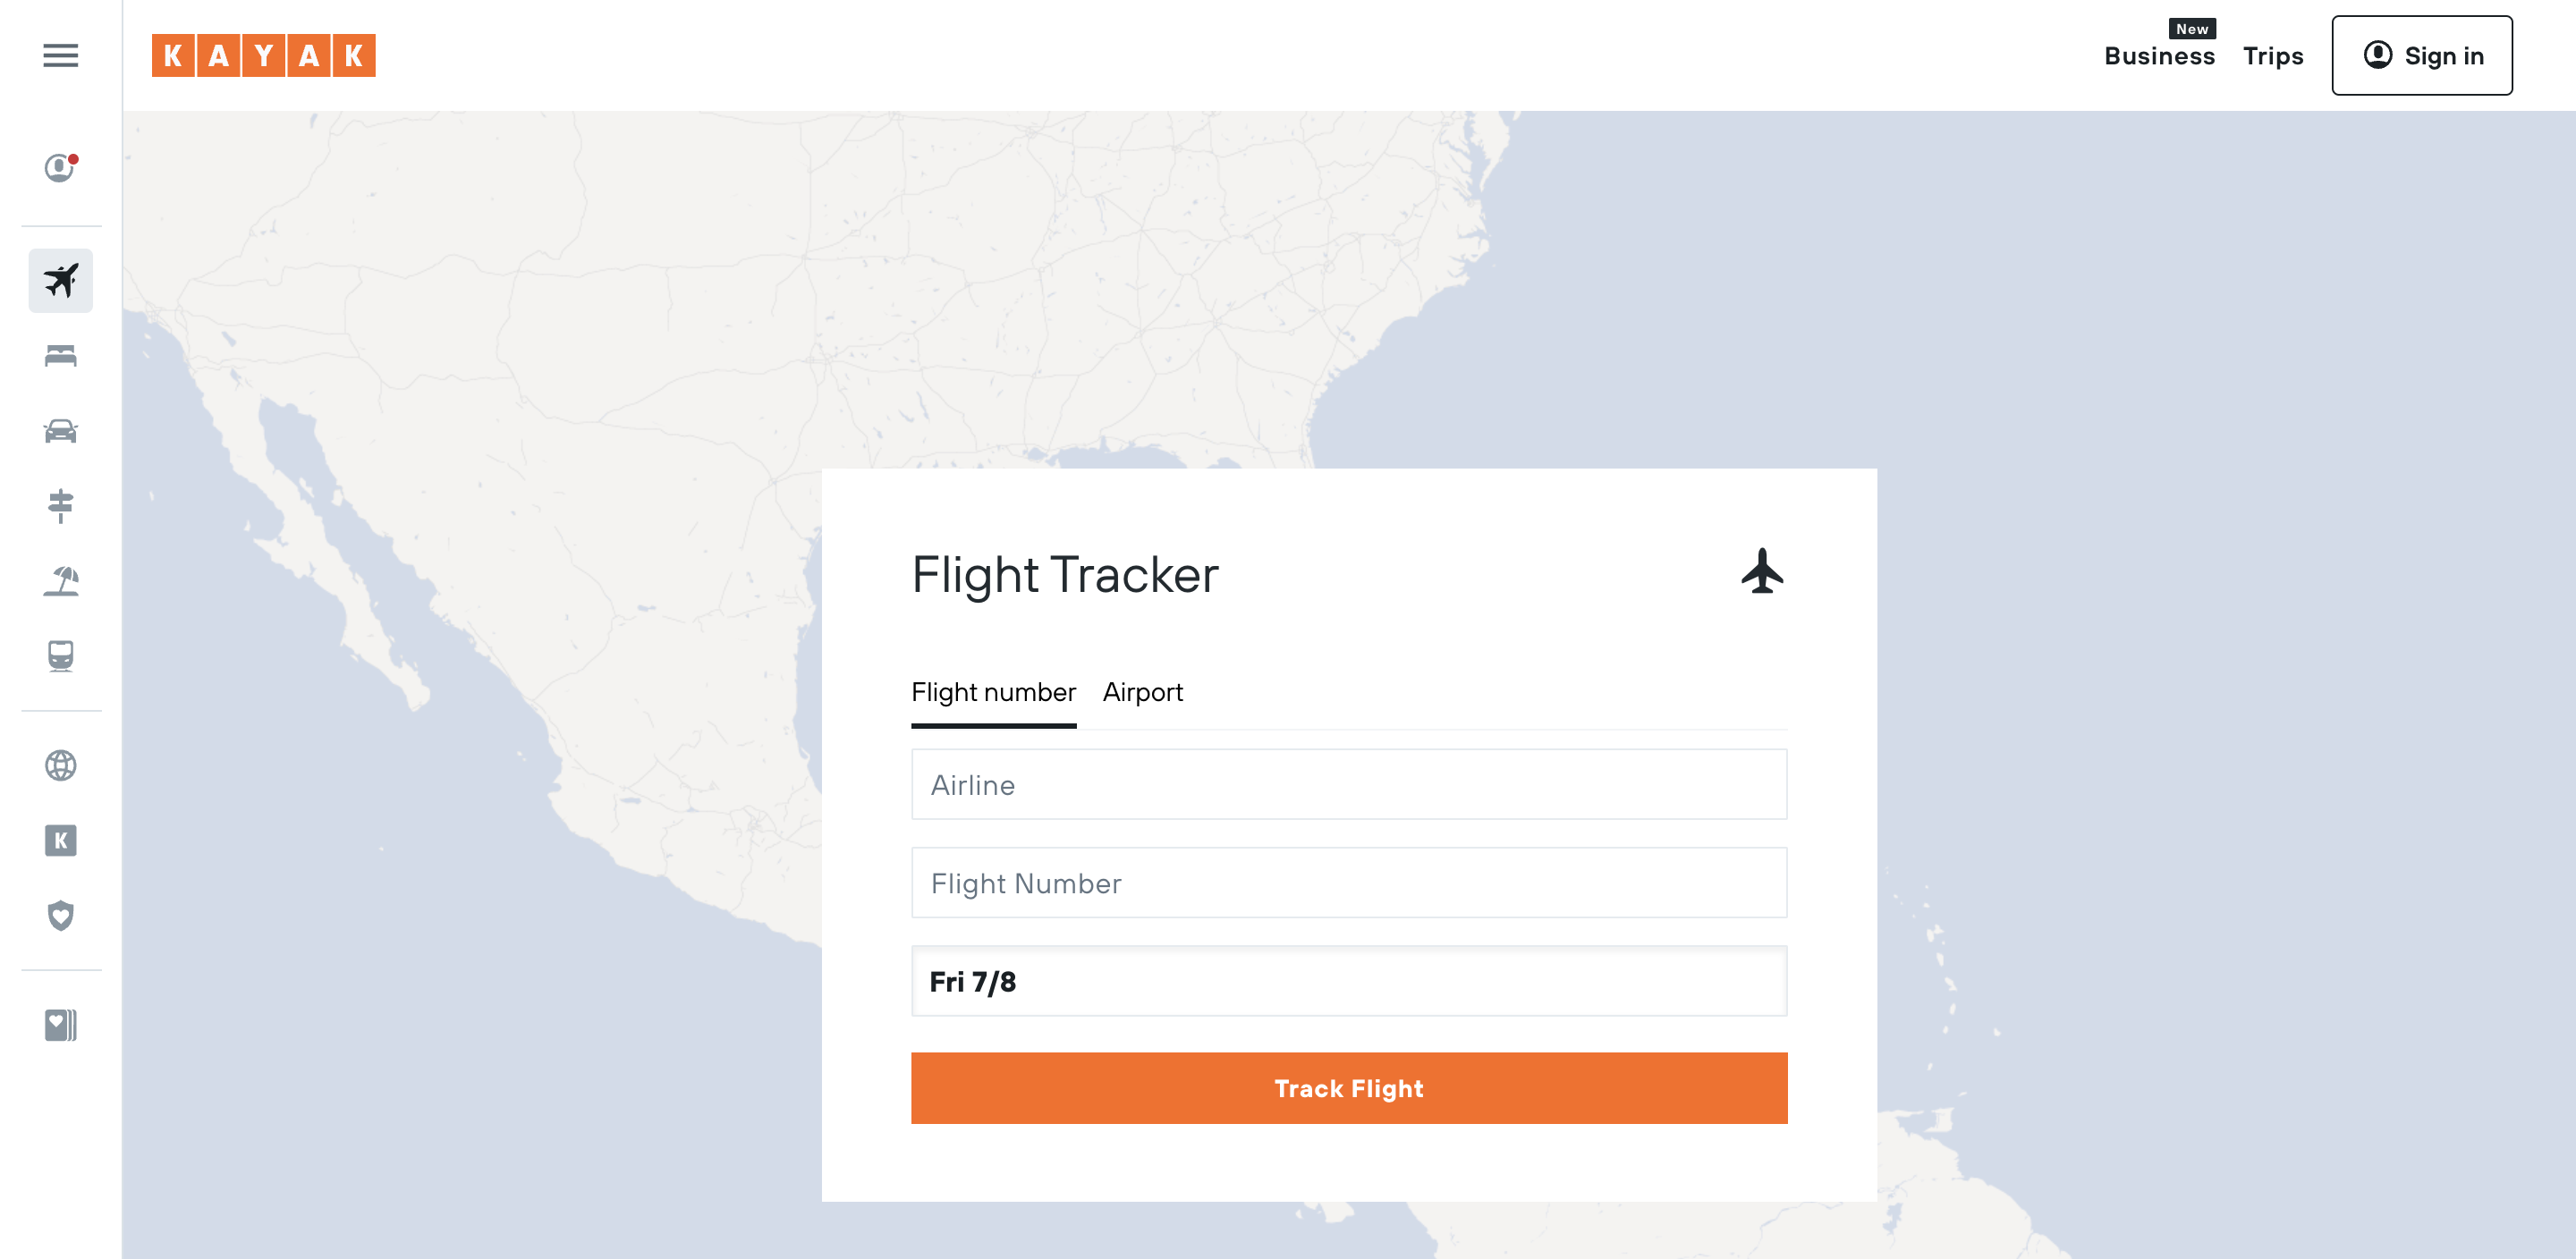 KAYAK
New
Business Trips Sign in
Flight Tracker
Flight number Airport
Airline
Flight Number
Fri 7/8
Track Flight
K